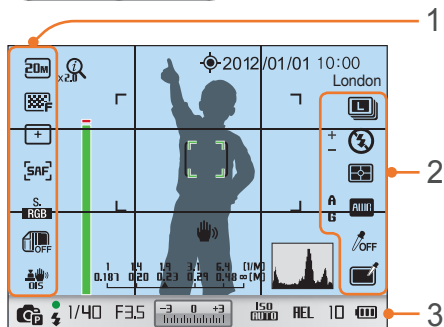 1
2012/01/01 10:00
London
20M
x2.0
F
L
+
-
SAF
2
S.
RGB
A
G
AWB
OFF
OFF
OIS
1 1.4 1.9 3.1 6.4 [1/M]
0.187 0.20 0.23 0.29 0.48 ∞ (M)
P 1/40 F3.5 -3 0 +3 ISO AUTO REL 10
3